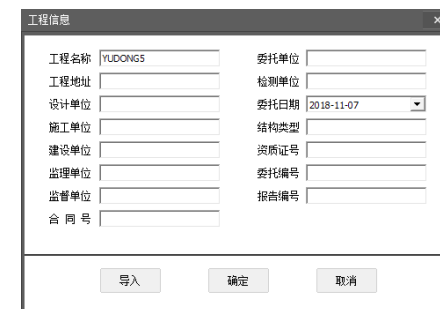 工程信息
工程名称 YUDONG5 委托单位
工程地址 检测单位
设计单位 委托日期 2018-11-07
施工单位 结构类型
建设单位 资质证号
监理单位 委托编号
监督单位 报告编号
合 同 号
导入 确定 取消